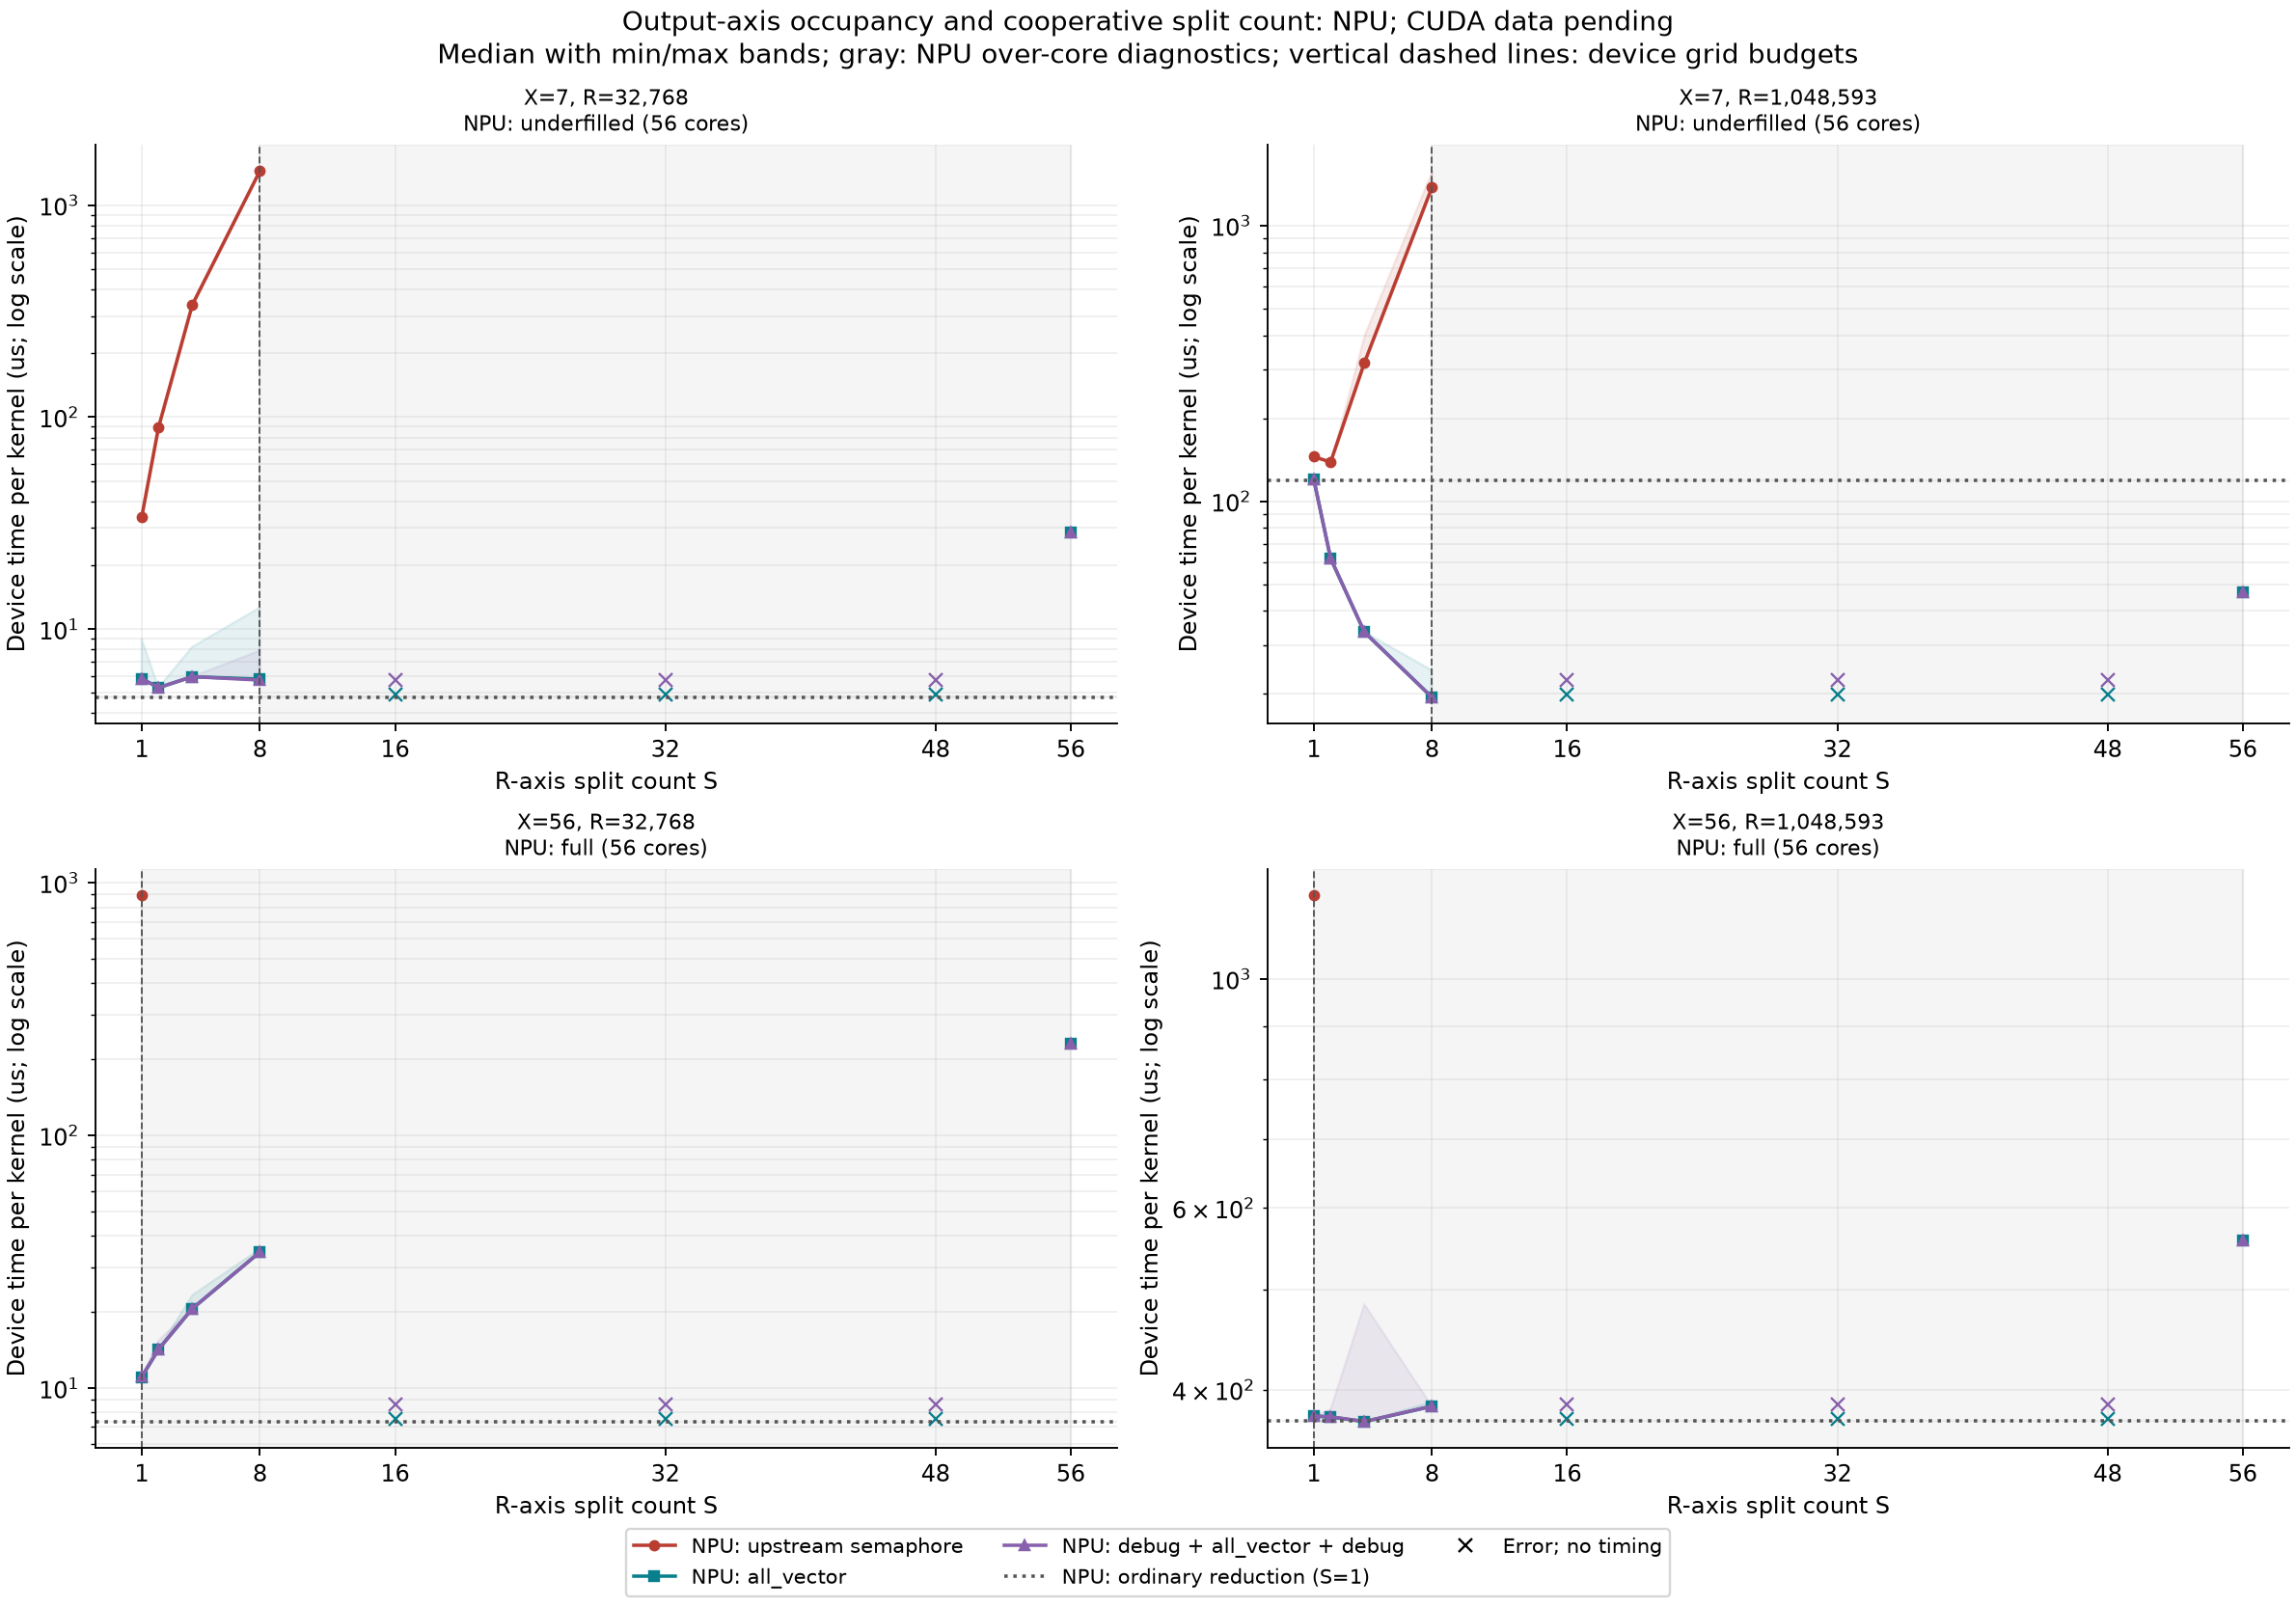 Output-axis occupancy and cooperative split count: NPU; CUDA data pending
Median with min/max bands; gray: NPU over-core diagnostics; vertical dashed lines: device grid budgets
X=7, R=32,768
NPU: underfilled (56 cores)
Device time per kernel (us; log scale)
10³
10²
10¹
1 8 16 32 48 56
R-axis split count S
X=7, R=1,048,593
NPU: underfilled (56 cores)
Device time per kernel (us; log scale)
10³
10²
1 8 16 32 48 56
R-axis split count S
X=56, R=32,768
NPU: full (56 cores)
Device time per kernel (us; log scale)
10³
10²
10¹
1 8 16 32 48 56
R-axis split count S
X=56, R=1,048,593
NPU: full (56 cores)
Device time per kernel (us; log scale)
10³
6 × 10²
4 × 10²
1 8 16 32 48 56
R-axis split count S
NPU: upstream semaphore
NPU: all_vector
NPU: debug + all_vector + debug
NPU: ordinary reduction (S=1)
Error; no timing